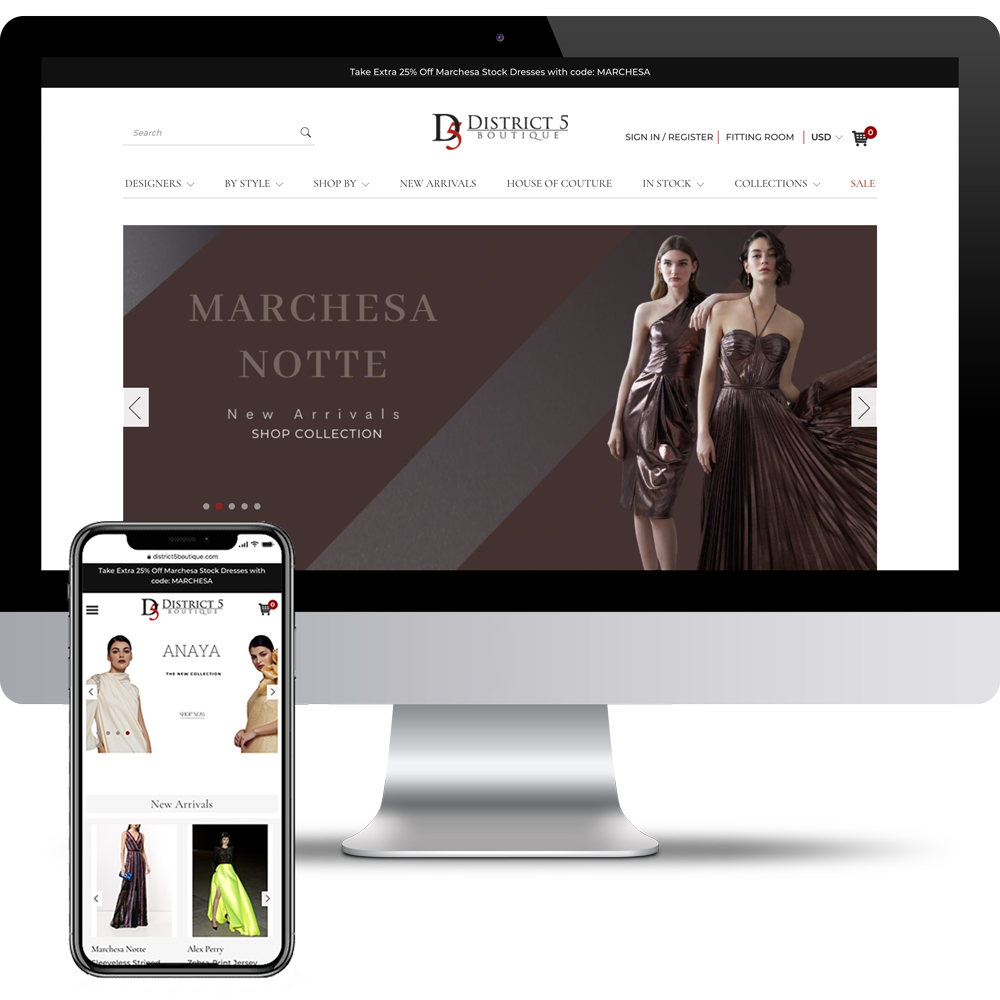 Take Extra 25% Off Marchesa Stock Dresses with code: MARCHESA
Search
D5 DISTRICT 5
BOUTIQUE
SIGN IN / REGISTER FITTING ROOM USD 0
DESIGNERS BY STYLE SHOP BY NEW ARRIVALS HOUSE OF COUTURE IN STOCK COLLECTIONS SALE
MARCHESA
NOTTE
New Arrivals
SHOP COLLECTION
districtboutique.com
Take Extra 25% Off Marchesa Stock Dresses with
code: MARCHESA
D5 DISTRICT 5
BOUTIQUE
0
ANAYA
THE NEW COLLECTION
SHOP NOW
New Arrivals
Marchesa Notte Alex Perry
Sleeveless Striped Zebra Print Jersey